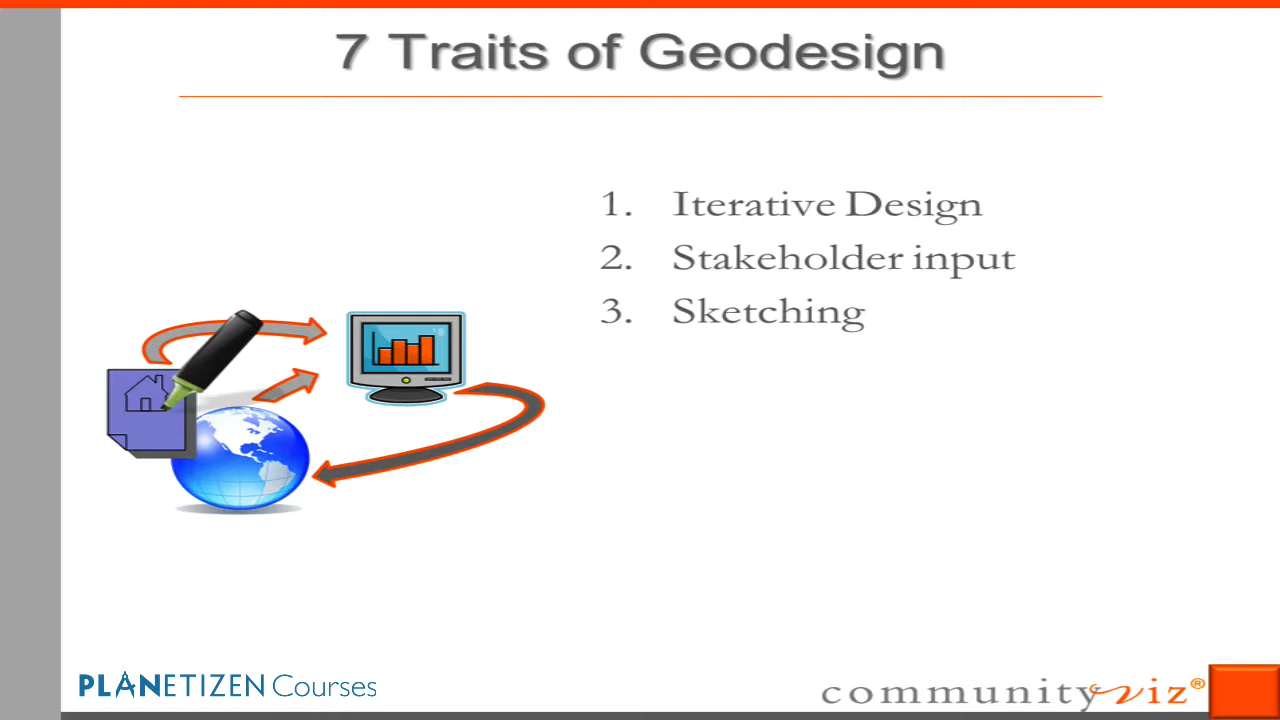 7 Traits of Geodesign
1. Iterative Design
2. Stakeholder input
3. Sketching
PLANETIZEN Courses
communityviz®